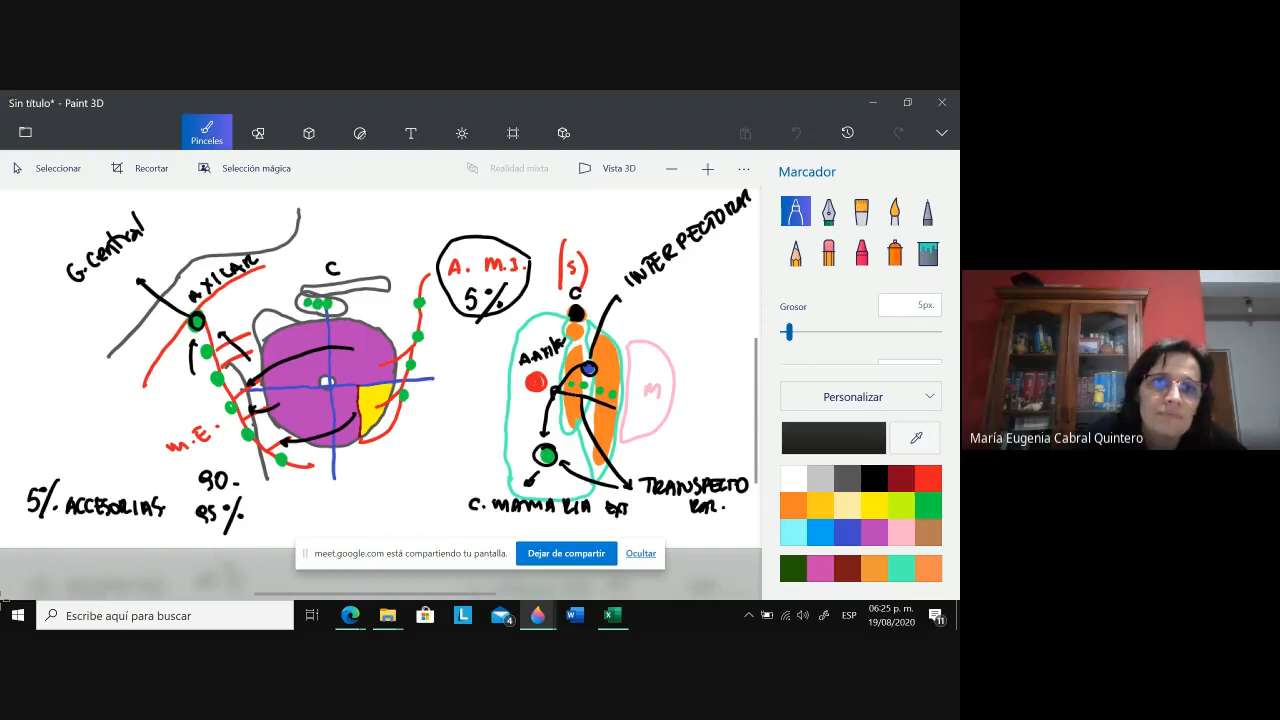 Sin título* - Paint 3D
Pinceles
Seleccionar
Recortar
Selección mágica
Realidad mixta
Vista 3D
Marcador
Grosor
5px.
Personalizar
G. Central
AXILAR
C
A. M.I.
5%
(S)
C
INTERPECTORAL
AXILAR
M
M.E.
5% ACCESORIAS
90-
95%
C. MAMARIA EXT
TRANSPECTO
RAL.
meet.google.com está compartiendo tu pantalla.
Dejar de compartir
Ocultar
Escribe aquí para buscar
L
4
ESP
06:25 p. m.
19/08/2020
11
María Eugenia Cabral Quintero